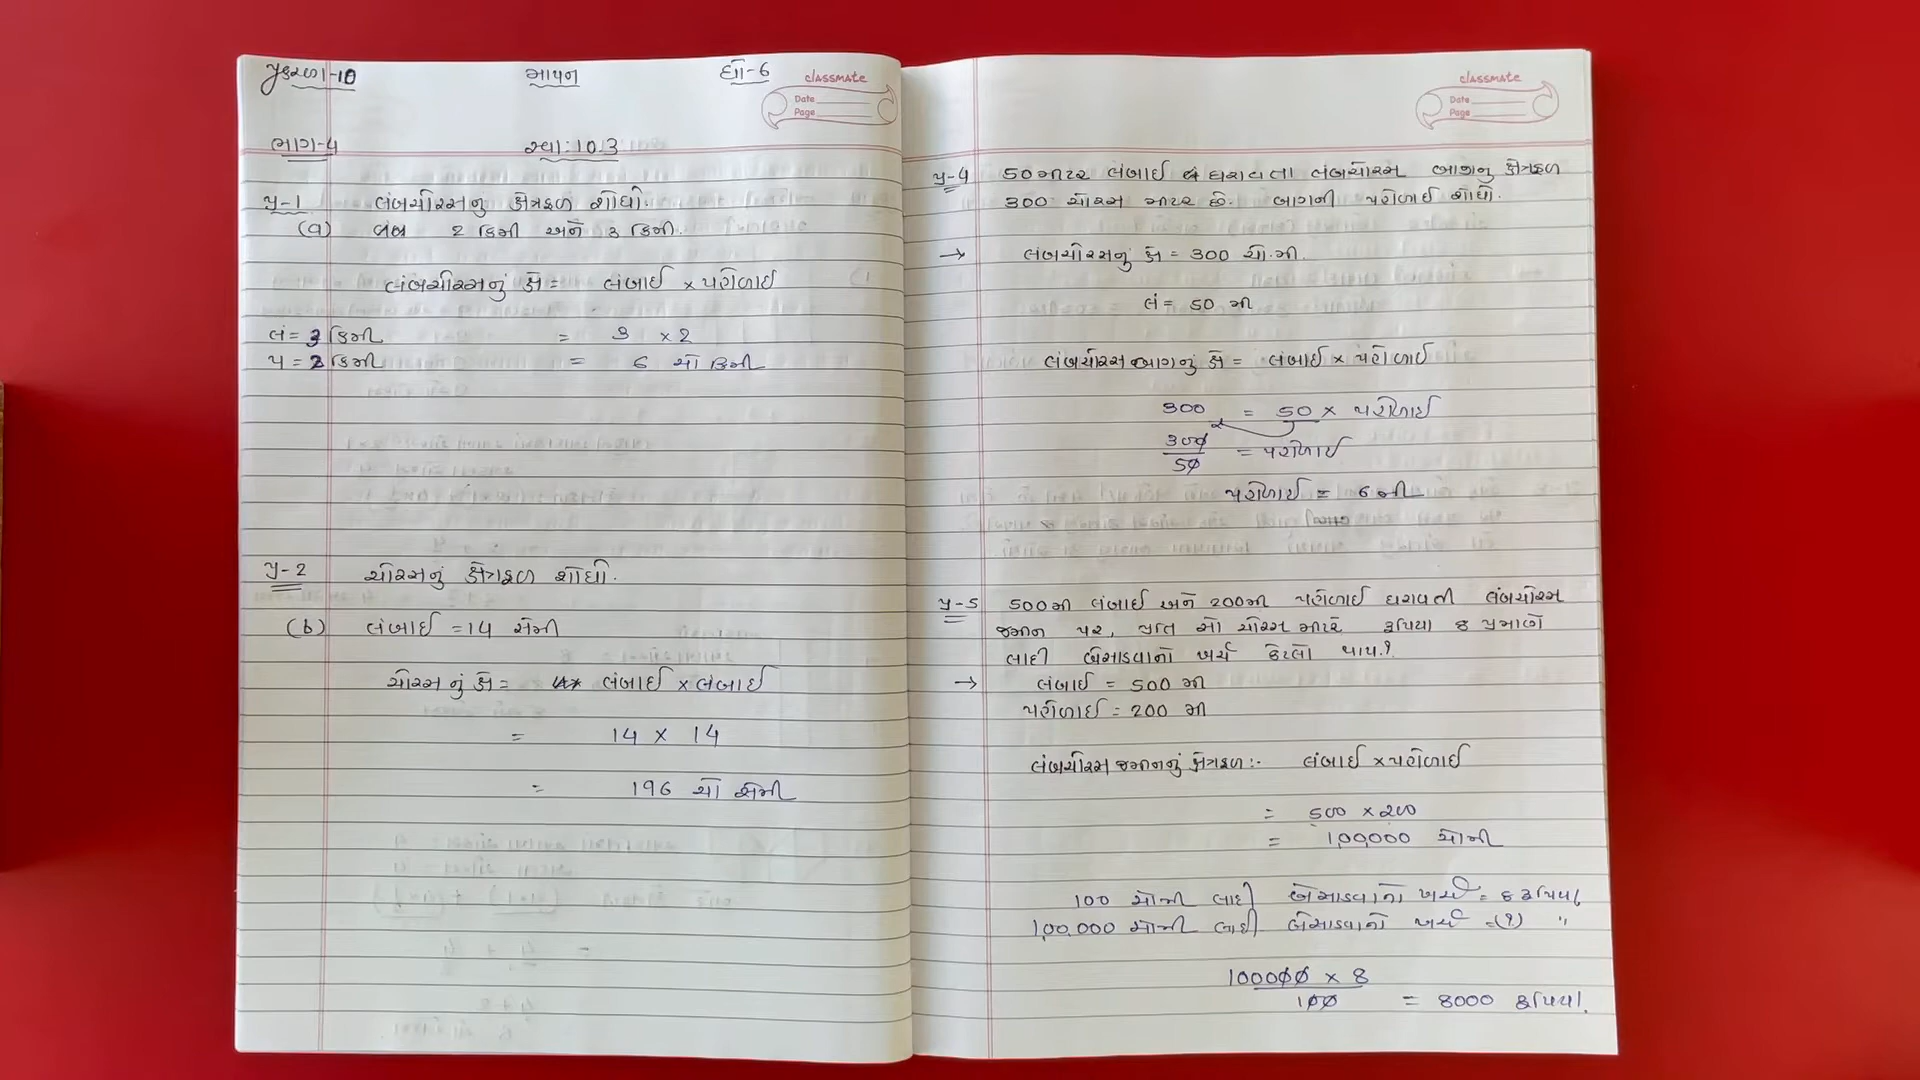 પ્રકરણ-10
માપન
ધો-6
classmate
Date
Page
ભાગ-4
સ્વા:10.3
પ્ર-1 લંબચોરસનું ક્ષેત્રફળ શોધો.
(a) 2 કિમી અને 3 કિમી.
લંબચોરસનું ક્ષે = લંબાઈ × પહોળાઈ
લં = 3 કિમી = 3 × 2
પ = 2 કિમી = 6 ચો કિમી
પ્ર-2 ચોરસનું ક્ષેત્રફળ શોધો.
(b) લંબાઈ = 14 સેમી
ચોરસ નું ક્ષે = લંબાઈ × લંબાઈ
= 14 × 14
= 196 ચો સેમી
classmate
Date
Page
પ્ર-4 50 મીટર લંબાઈ ધરાવતા લંબચોરસ બાગનું ક્ષેત્રફળ
300 ચોરસ મીટર છે. બાગની પહોળાઈ શોધો.
→ લંબચોરસનું ક્ષે = 300 ચો.મી.
લં = 50 મી
લંબચોરસ બાગનું ક્ષે = લંબાઈ × પહોળાઈ
300 = 50 × પહોળાઈ
300/50 = પહોળાઈ
પહોળાઈ = 6 મી
પ્ર-5 500મી લંબાઈ અને 200મી પહોળાઈ ધરાવતી લંબચોરસ
જમીન પર, પ્રતિ સો ચોરસ મીટરે રૂપિયા 8 પ્રમાણે
લાદી બેસાડવાનો ખર્ચ કેટલો થાય?
→ લંબાઈ = 500 મી
પહોળાઈ = 200 મી
લંબચોરસ જમીનનું ક્ષેત્રફળ :- લંબાઈ × પહોળાઈ
= 500 × 200
= 1,00,000 ચોમી
100 ચોમી લાદી બેસાડવાનો ખર્ચ = 8 રૂપિયા
1,00,000 ચોમી લાદી બેસાડવાનો ખર્ચ = (?) "
100000 × 8
100 = 8000 રૂપિયા.